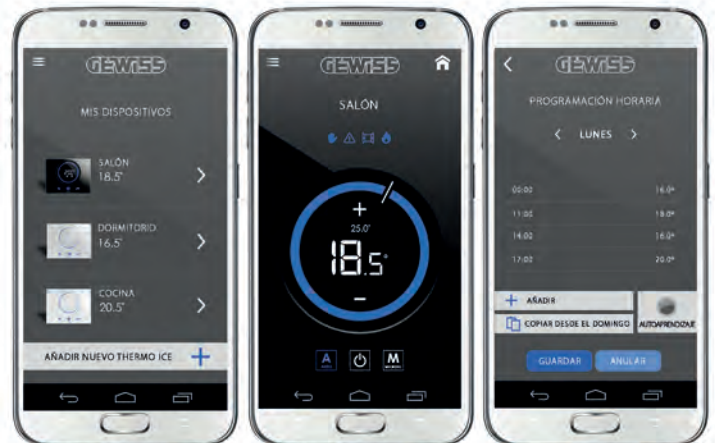 GEWISS
MIS DISPOSITIVOS
SALÓN
18.5°
DORMITORIO
16.5°
COCINA
20.5°
AÑADIR NUEVO THERMO ICE
GEWISS
SALÓN
+
25.0°
18.5°
−
A
M
GEWISS
PROGRAMACIÓN HORARIA
< LUNES >
00:00 16.0°
11:00 18.0°
14:00 16.0°
17:00 20.0°
+ AÑADIR
COPIAR DESDE EL DOMINGO
AUTOAPRENDIZAJE
GUARDAR ANULAR